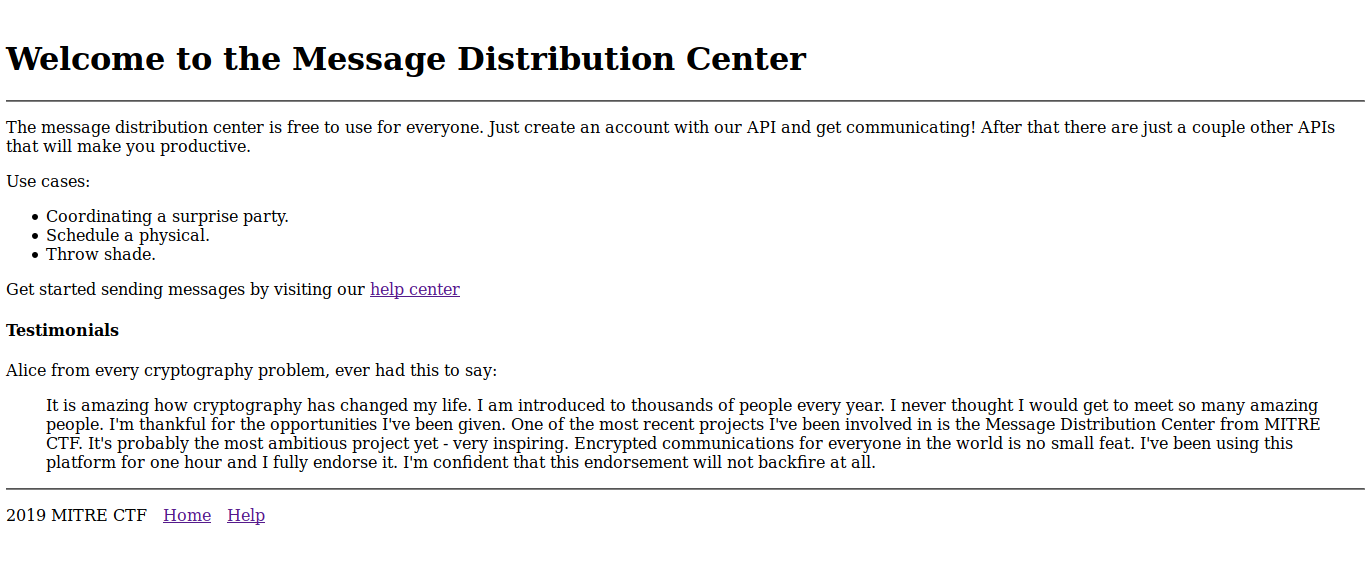 Welcome to the Message Distribution Center
The message distribution center is free to use for everyone. Just create an account with our API and get communicating! After that there are just a couple other APIs
that will make you productive.
Use cases:
• Coordinating a surprise party.
• Schedule a physical.
• Throw shade.
Get started sending messages by visiting our help center
Testimonials
Alice from every cryptography problem, ever had this to say:
It is amazing how cryptography has changed my life. I am introduced to thousands of people every year. I never thought I would get to meet so many amazing
people. I'm thankful for the opportunities I've been given. One of the most recent projects I've been involved in is the Message Distribution Center from MITRE
CTF. It's probably the most ambitious project yet - very inspiring. Encrypted communications for everyone in the world is no small feat. I've been using this
platform for one hour and I fully endorse it. I'm confident that this endorsement will not backfire at all.
2019 MITRE CTF Home Help